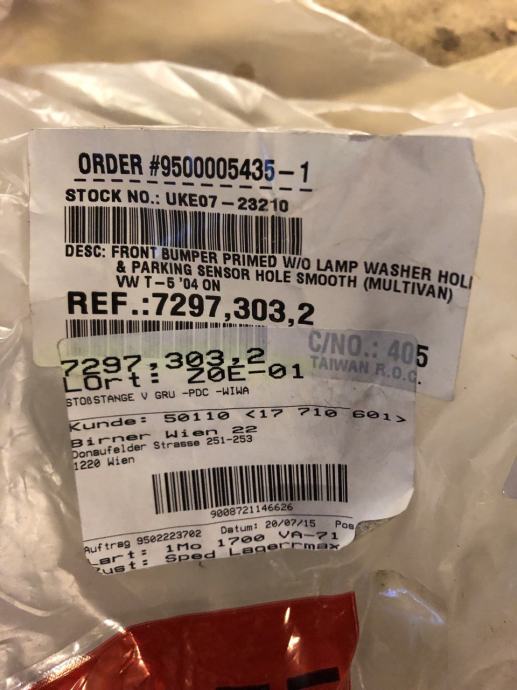 ORDER #9500005435-1
STOCK NO.: UKE07-23210
DESC: FRONT BUMPER PRIMED W/O LAMP WASHER HOL
& PARKING SENSOR HOLE SMOOTH (MULTIVAN)
VW T-5 '04 ON
REF.:7297,303,2
C/NO.: 405
TAIWAN R.O.C.
7297,303,2
LOrt: Z0E-01
STOßSTANGE V GRU -PDC -WIWA
Kunde: 50110 <17 710 601>
Birner Wien 22
Donaufelder Strasse 251-253
1220 Wien
9008721146626
Auftrag 9502223702 Datum: 20/07/15 Pos
Lart: 1Mo 1700 VA-71
Zust: Sped Lagerrmax